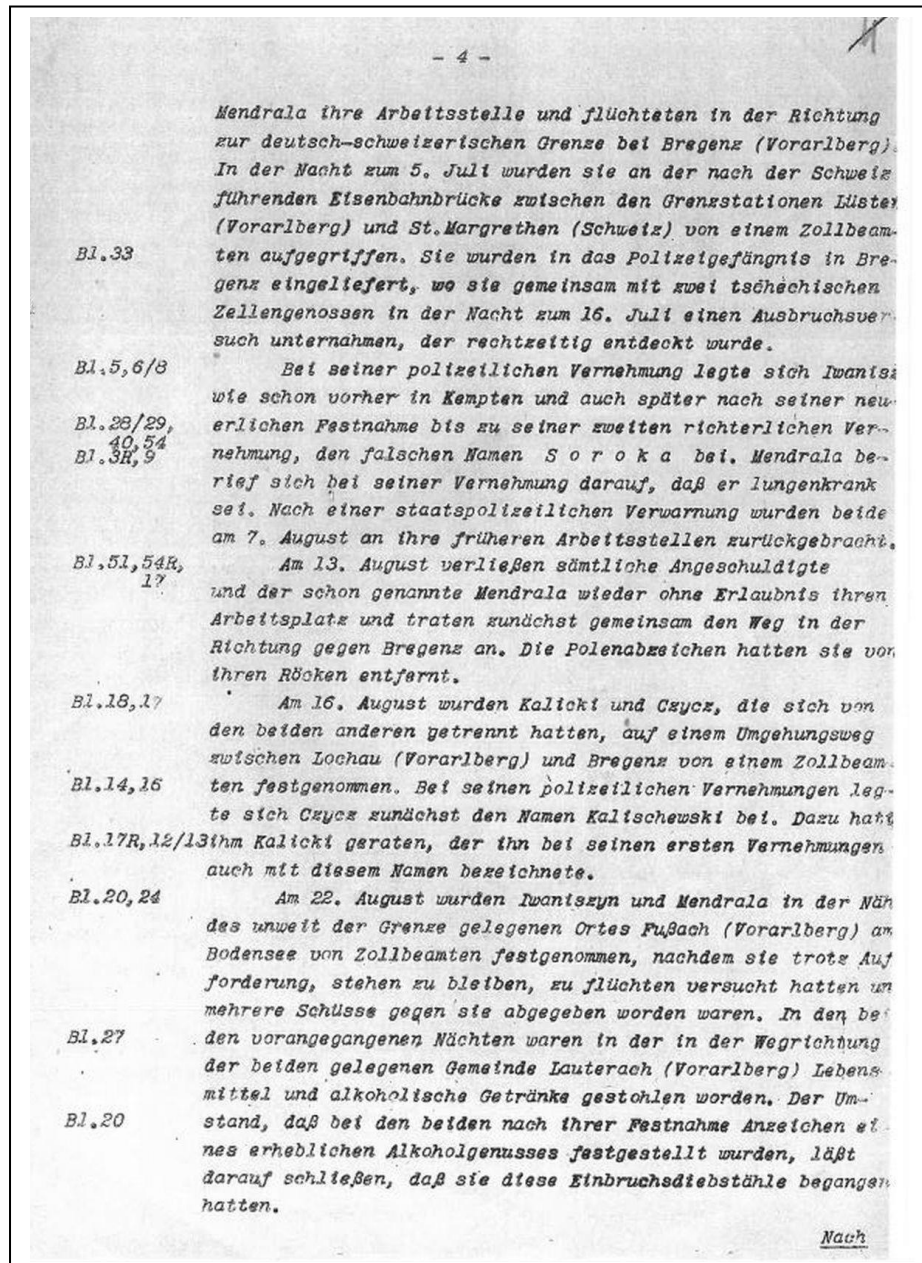 - 4 -
Mendrala ihre Arbeitsstelle und flüchteten in der Richtung
zur deutsch-schweizerischen Grenze bei Bregenz (Vorarlberg).
In der Nacht zum 5. Juli wurden sie an der nach der Schweiz
führenden Eisenbahnbrücke zwischen den Grenzstationen Lüste
(Vorarlberg) und St.Margrethen (Schweiz) von einem Zollbeam-
Bl.33 ten aufgegriffen. Sie wurden in das Polizeigefängnis in Bre-
genz eingeliefert, wo sie gemeinsam mit zwei tschechischen
Zellengenossen in der Nacht zum 16. Juli einen Ausbruchsver-
such unternahmen, der rechtzeitig entdeckt wurde.
Bl.5,6/8 Bei seiner polizeilichen Vernehmung legte sich Iwanisz
wie schon vorher in Kempten und auch später nach seiner neu-
Bl.28/29, erlichen Festnahme bis zu seiner zweiten richterlichen Ver-
40,54
Bl.3R,9 nehmung, den falschen Namen S o r o k a bei. Mendrala be-
rief sich bei seiner Vernehmung darauf, daß er lungenkrank
sei. Nach einer staatspolizeilichen Verwarnung wurden beide
am 7. August an ihre früheren Arbeitsstellen zurückgebracht.
Bl.51,54R, Am 13. August verließen sämtliche Angeschuldigte
17 und der schon genannte Mendrala wieder ohne Erlaubnis ihren
Arbeitsplatz und traten zunächst gemeinsam den Weg in der
Richtung gegen Bregenz an. Die Polenabzeichen hatten sie von
ihren Röcken entfernt.
Bl.18,17 Am 16. August wurden Kalicki und Czycz, die sich von
den beiden anderen getrennt hatten, auf einem Umgehungsweg
zwischen Lochau (Vorarlberg) und Bregenz von einem Zollbeam-
Bl.14,16 ten festgenommen. Bei seinen polizeilichen Vernehmungen leg-
te sich Czycz zunächst den Namen Kalischewski bei. Dazu hatt
Bl.17R,12/13 ihm Kalicki geraten, der ihn bei seinen ersten Vernehmungen
auch mit diesem Namen bezeichnete.
Bl.20,24 Am 22. August wurden Iwaniszyn und Mendrala in der Näh
des unweit der Grenze gelegenen Ortes Fußach (Vorarlberg) am
Bodensee von Zollbeamten festgenommen, nachdem sie trotz Auf
forderung, stehen zu bleiben, zu flüchten versucht hatten un
mehrere Schüsse gegen sie abgegeben worden waren. In den bei
Bl.27 den vorangegangenen Nächten waren in der in der Wegrichtung
der beiden gelegenen Gemeinde Lauterach (Vorarlberg) Lebens-
mittel und alkoholische Getränke gestohlen worden. Der Um-
Bl.20 stand, daß bei den beiden nach ihrer Festnahme Anzeichen ei-
nes erheblichen Alkoholgenusses festgestellt wurden, läßt
darauf schließen, daß sie diese Einbruchsdiebstähle begangen
hatten.
Nach